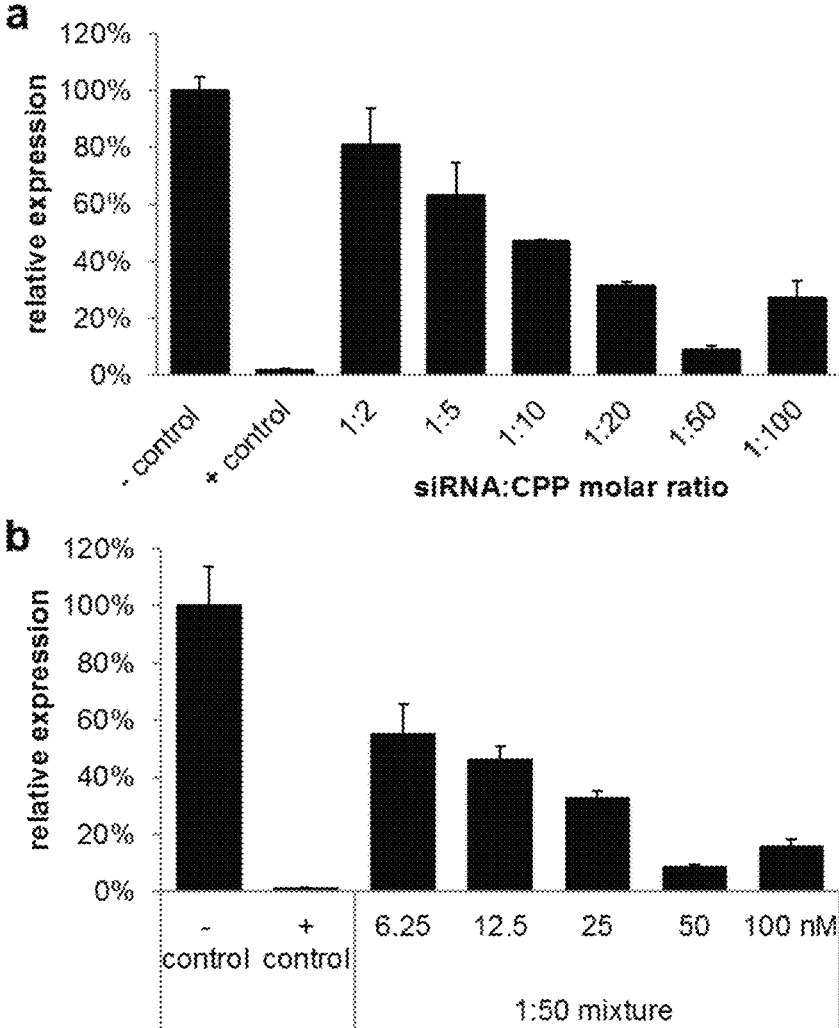 a
relative expression
120%
100%
80%
60%
40%
20%
0%
- control
+ control
1:2
1:5
1:10
1:20
1:50
1:100
siRNA:CPP molar ratio
b
relative expression
120%
100%
80%
60%
40%
20%
0%
- control
+ control
6.25
12.5
25
50
100 nM
1:50 mixture